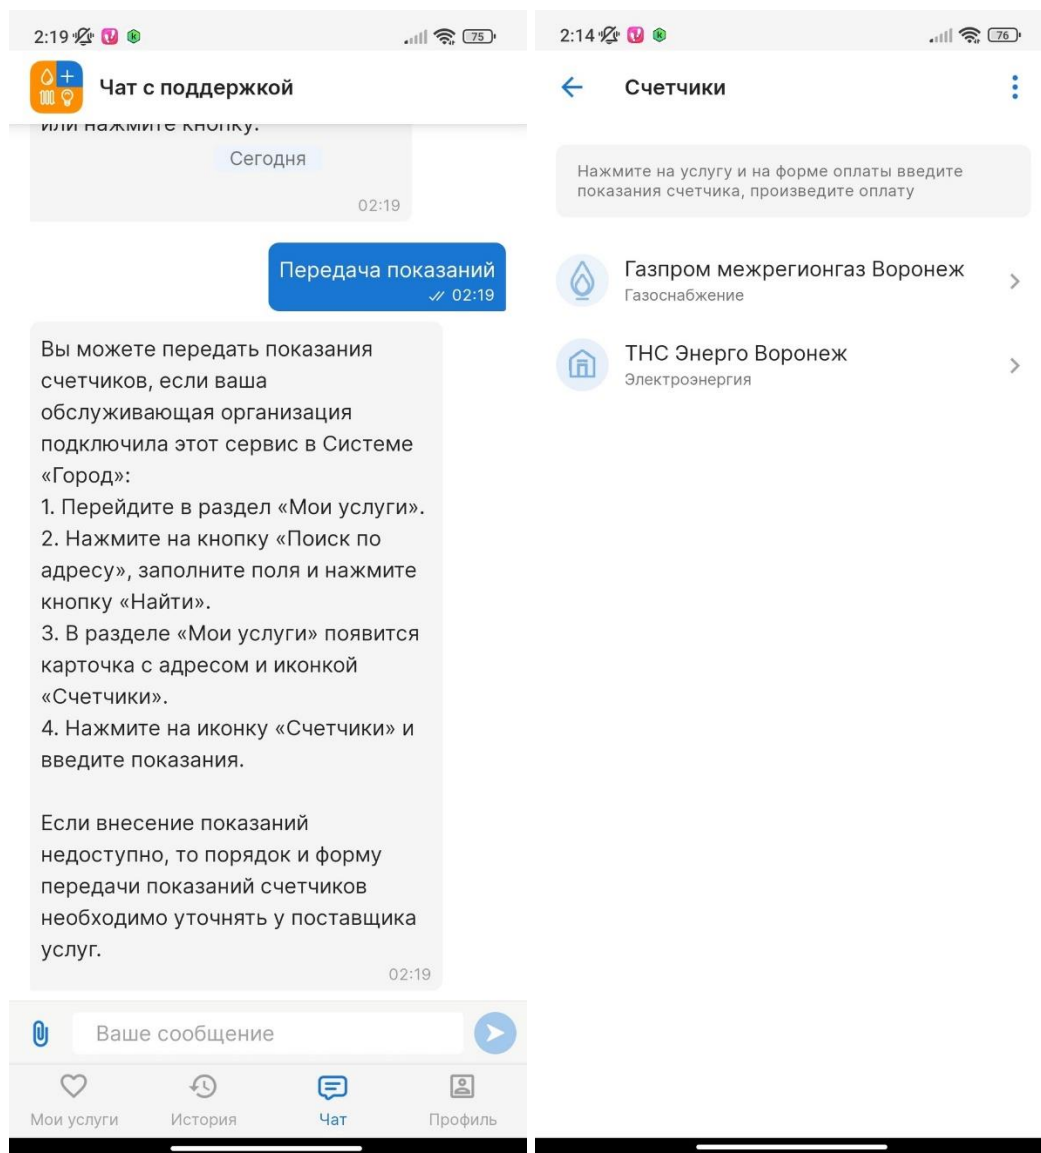 2:19
75
Чат с поддержкой
или нажмите кнопку.
Сегодня
02:19
Передача показаний
02:19
Вы можете передать показания
счетчиков, если ваша
обслуживающая организация
подключила этот сервис в Системе
«Город»:
1. Перейдите в раздел «Мои услуги».
2. Нажмите на кнопку «Поиск по
адресу», заполните поля и нажмите
кнопку «Найти».
3. В разделе «Мои услуги» появится
карточка с адресом и иконкой
«Счетчики».
4. Нажмите на иконку «Счетчики» и
введите показания.
Если внесение показаний
недоступно, то порядок и форму
передачи показаний счетчиков
необходимо уточнять у поставщика
услуг.
02:19
Ваше сообщение
Мои услуги
История
Чат
Профиль
2:14
76
Счетчики
Нажмите на услугу и на форме оплаты введите
показания счетчика, произведите оплату
Газпром межрегионгаз Воронеж
Газоснабжение
ТНС Энерго Воронеж
Электроэнергия